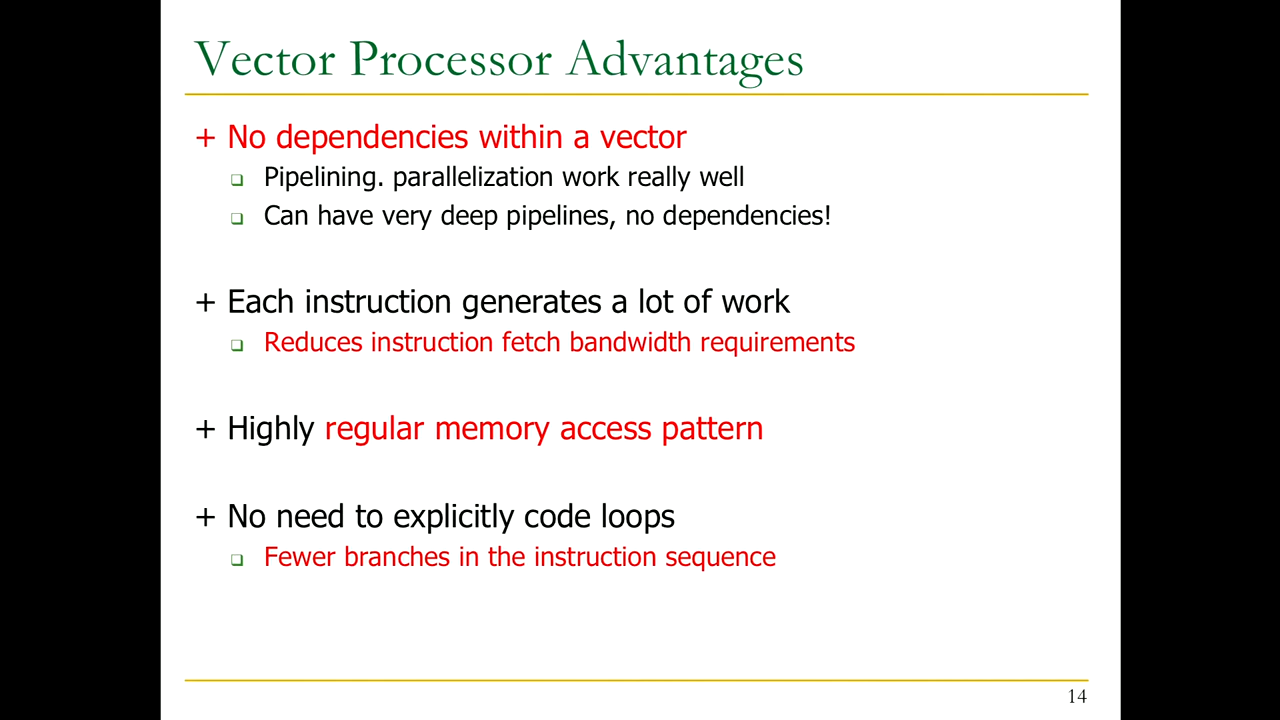 Vector Processor Advantages
+ No dependencies within a vector
❑ Pipelining. parallelization work really well
❑ Can have very deep pipelines, no dependencies!
+ Each instruction generates a lot of work
❑ Reduces instruction fetch bandwidth requirements
+ Highly regular memory access pattern
+ No need to explicitly code loops
❑ Fewer branches in the instruction sequence
14